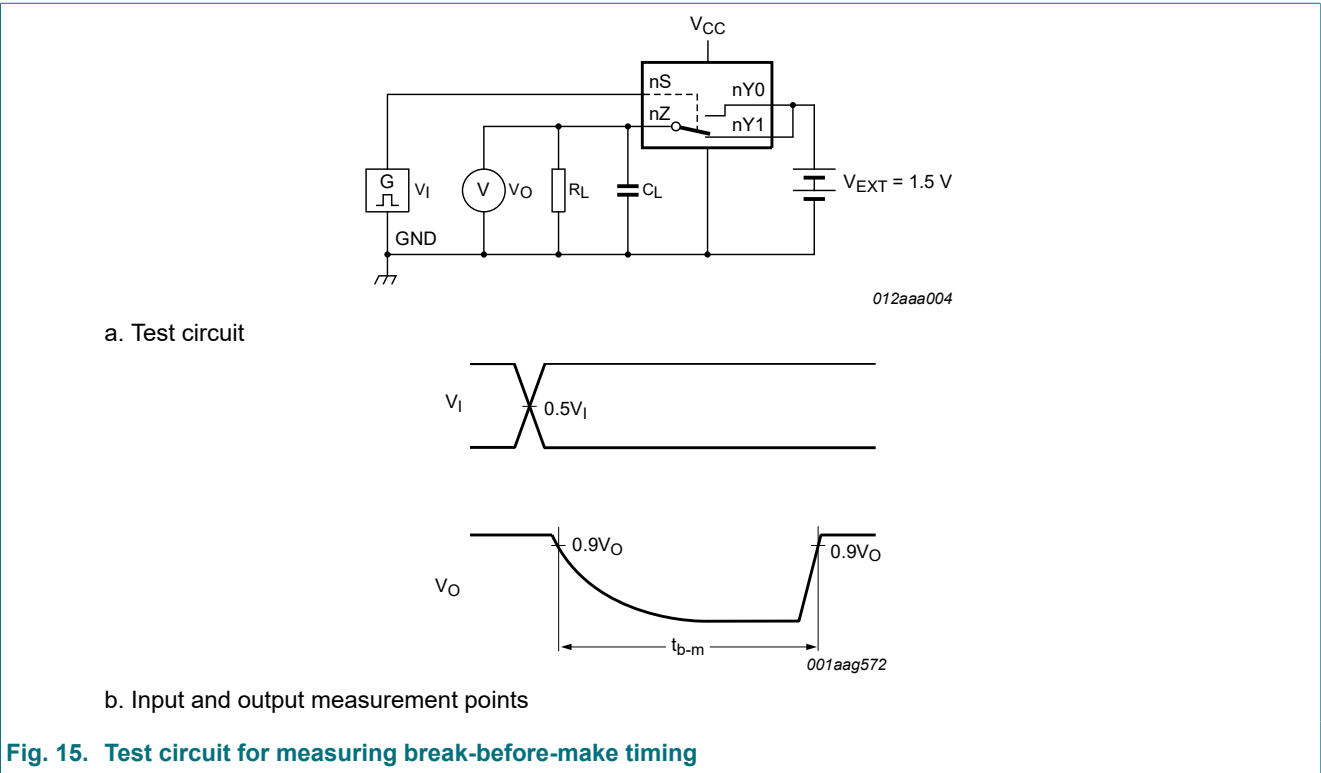 VCC
nS
nY0
nZ
nY1
G
VI
V
VO
RL
CL
VEXT = 1.5 V
GND
012aaa004
a. Test circuit
VI
0.5VI
0.9VO
0.9VO
VO
tb-m
001aag572
b. Input and output measurement points
Fig. 15. Test circuit for measuring break-before-make timing